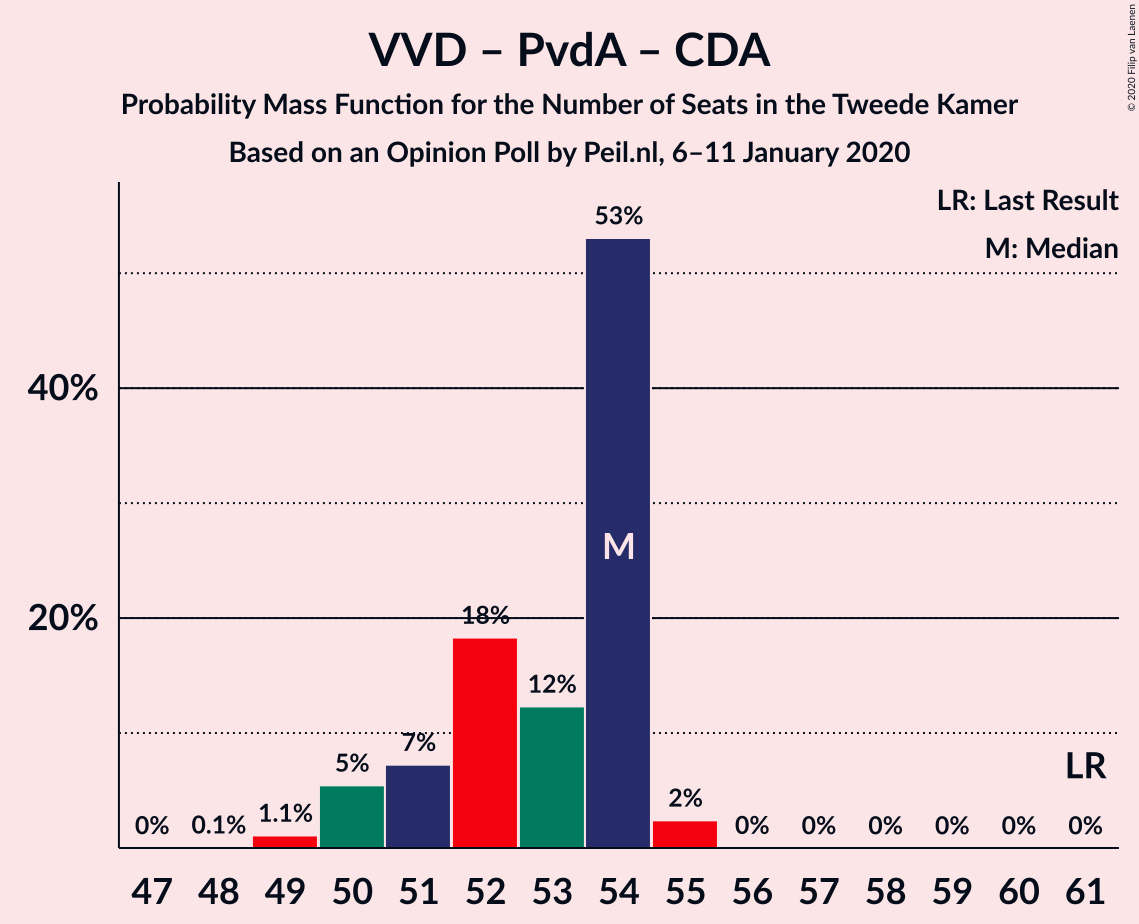 VVD – PvdA – CDA
Probability Mass Function for the Number of Seats in the Tweede Kamer
Based on an Opinion Poll by Peil.nl, 6–11 January 2020
© 2020 Filip van Laenen
LR: Last Result
M: Median
53%
40%
M
20%
18%
12%
7%
5%
LR
2%
1.1%
0% 0.1% 0% 0% 0% 0% 0% 0%
47 48 49 50 51 52 53 54 55 56 57 58 59 60 61